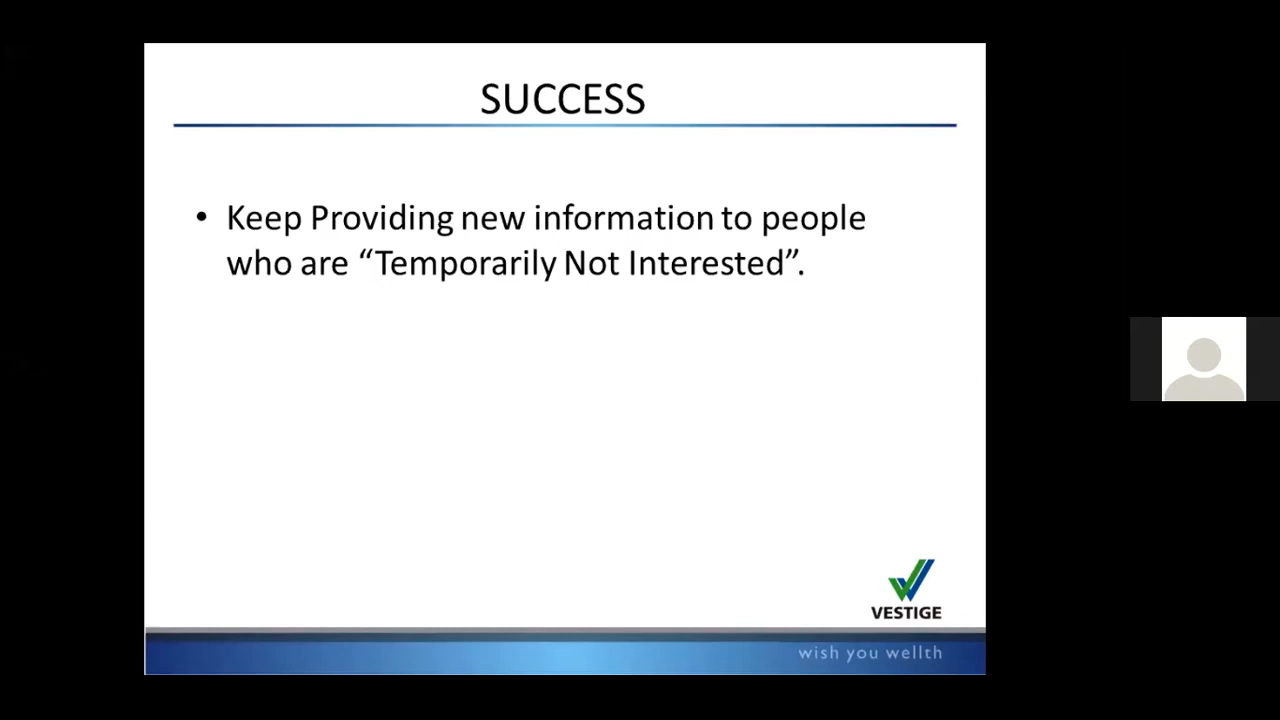 SUCCESS
• Keep Providing new information to people
who are “Temporarily Not Interested”.
VESTIGE
wish you wellth